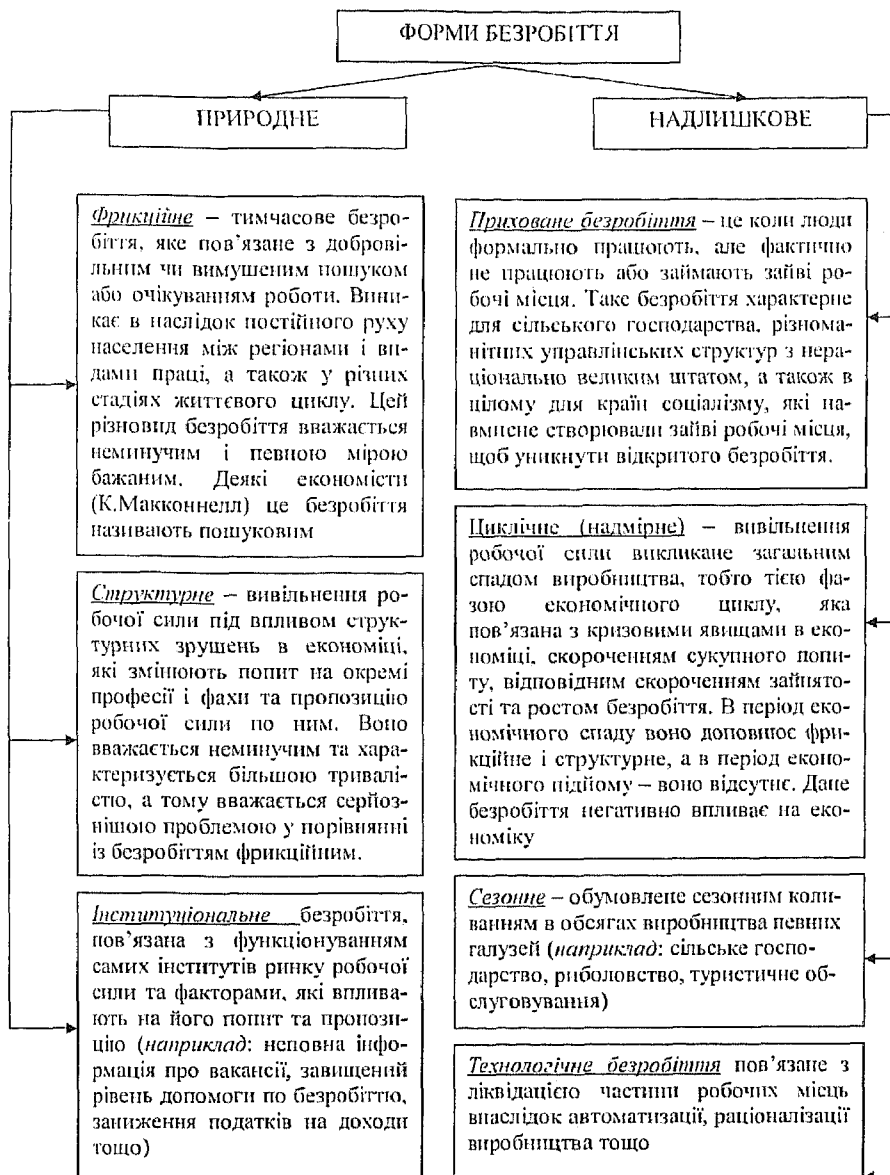 ФОРМИ БЕЗРОБІТТЯ
ПРИРОДНЕ
НАДЛИШКОВЕ
Фрикційне – тимчасове безро-
біття, яке пов’язане з доброві-
льним чи вимушеним пошуком
або очікуванням роботи. Вини-
кає в наслідок постійного руху
населення між регіонами і ви-
дами праці, а також у різних
стадіях життєвого циклу. Цей
різновид безробіття вважається
неминучим і певною мірою
бажаним. Деякі економісти
(К.Макконнелл) це безробіття
називають пошуковим
Структурне – вивільнення ро-
бочої сили під впливом струк-
турних зрушень в економіці,
які змінюють попит на окремі
професії і фахи та пропозицію
робочої сили по ним. Воно
вважається неминучим та хара-
ктеризується більшою тривалі-
стю, а тому вважається серйоз-
нішою проблемою у порівнянні
із безробіттям фрикційним.
Інституціональне безробіття,
пов’язана з функціонуванням
самих інститутів ринку робочої
сили та факторами, які вплива-
ють на його попит та пропози-
цію (наприклад: неповна інфо-
рмація про вакансії, завищений
рівень допомоги по безробіттю,
заниження податків на доходи
тощо)
Приховане безробіття – це коли люди
формально працюють, але фактично
не працюють або займають зайві ро-
бочі місця. Таке безробіття характерне
для сільського господарства, різнома-
нітних управлінських структур з нера-
ціонально великим штатом, а також в
цілому для країн соціалізму, які на-
вмисне створювали зайві робочі місця,
щоб уникнути відкритого безробіття.
Циклічне (надмірне) – вивільнення
робочої сили викликане загальним
спадом виробництва, тобто тією фа-
зою економічного циклу, яка
пов’язана з кризовими явищами в еко-
номіці, скороченням сукупного попи-
ту, відповідним скороченням зайнято-
сті та ростом безробіття. В період ек-
ономічного спаду воно доповнює фри-
кційне і структурне, а в період еконо-
мічного підйому – воно відсутнє. Дане
безробіття негативно впливає на еко-
номіку
Сезонне – обумовлене сезонним коли-
ванням в обсягах виробництва певних
галузей (наприклад: сільське госпо-
дарство, риболовство, туристичне об-
слуговування)
Технологічне безробіття пов’язане з
ліквідацією частини робочих місць
внаслідок автоматизації, раціоналізації
виробництва тощо